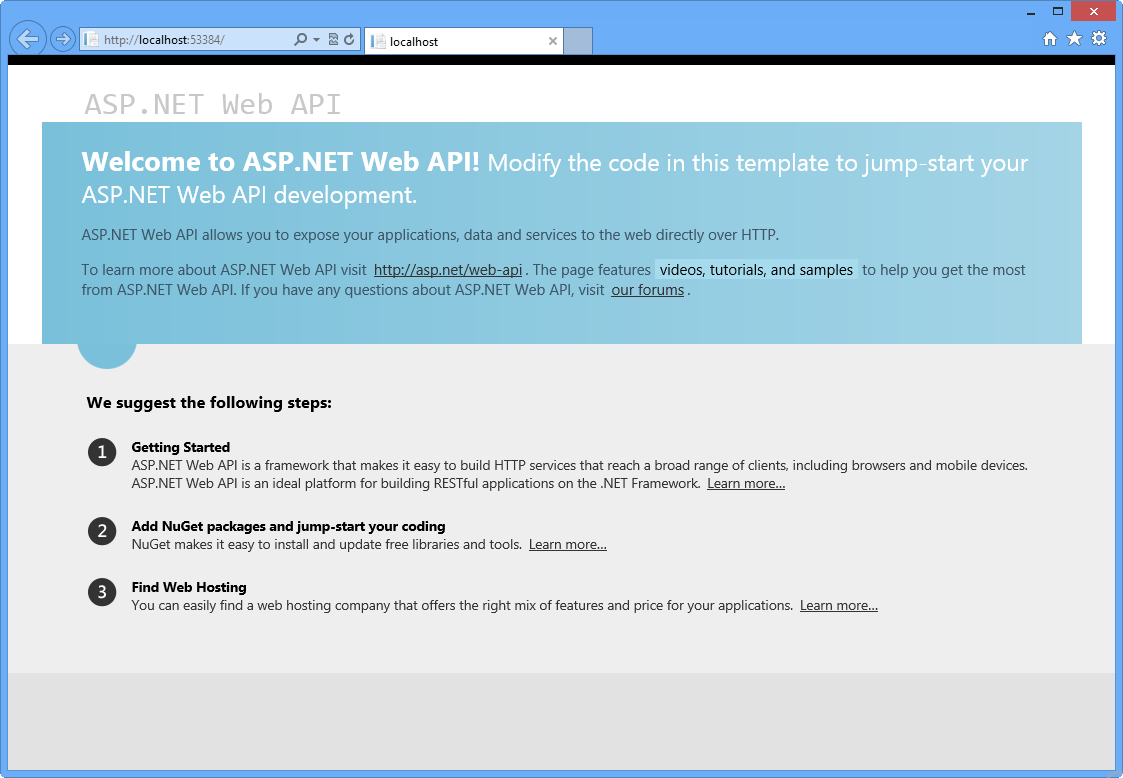 http://localhost:53384/
localhost
ASP.NET Web API
Welcome to ASP.NET Web API! Modify the code in this template to jump-start your
ASP.NET Web API development.
ASP.NET Web API allows you to expose your applications, data and services to the web directly over HTTP.
To learn more about ASP.NET Web API visit http://asp.net/web-api. The page features videos, tutorials, and samples to help you get the most
from ASP.NET Web API. If you have any questions about ASP.NET Web API, visit our forums.
We suggest the following steps:
1 Getting Started
ASP.NET Web API is a framework that makes it easy to build HTTP services that reach a broad range of clients, including browsers and mobile devices.
ASP.NET Web API is an ideal platform for building RESTful applications on the .NET Framework. Learn more...
2 Add NuGet packages and jump-start your coding
NuGet makes it easy to install and update free libraries and tools. Learn more...
3 Find Web Hosting
You can easily find a web hosting company that offers the right mix of features and price for your applications. Learn more...